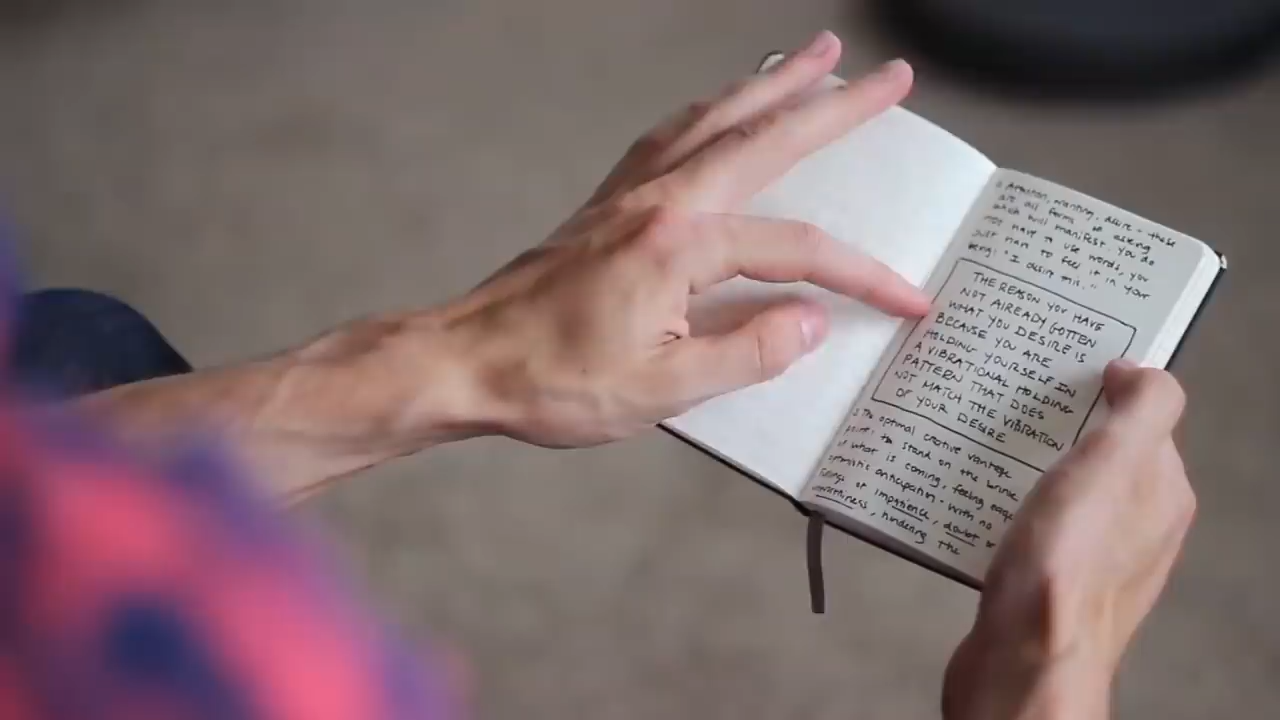 Attention, wanting, desire - these
are all forms of asking
which will manifest. You do
not have to use words, you
just have to feel it in your
being: "I desire this."
THE REASON YOU HAVE
NOT ALREADY GOTTEN
WHAT YOU DESIRE IS
BECAUSE YOU ARE
HOLDING YOURSELF IN
A VIBRATIONAL HOLDING
PATTERN THAT DOES
NOT MATCH THE VIBRATION
OF YOUR DESIRE
The optimal creative vantage
point: to stand on the brink
of what is coming, feeling eager
optimistic anticipation - with no
feelings of impatience, doubt or
unworthiness, hindering the